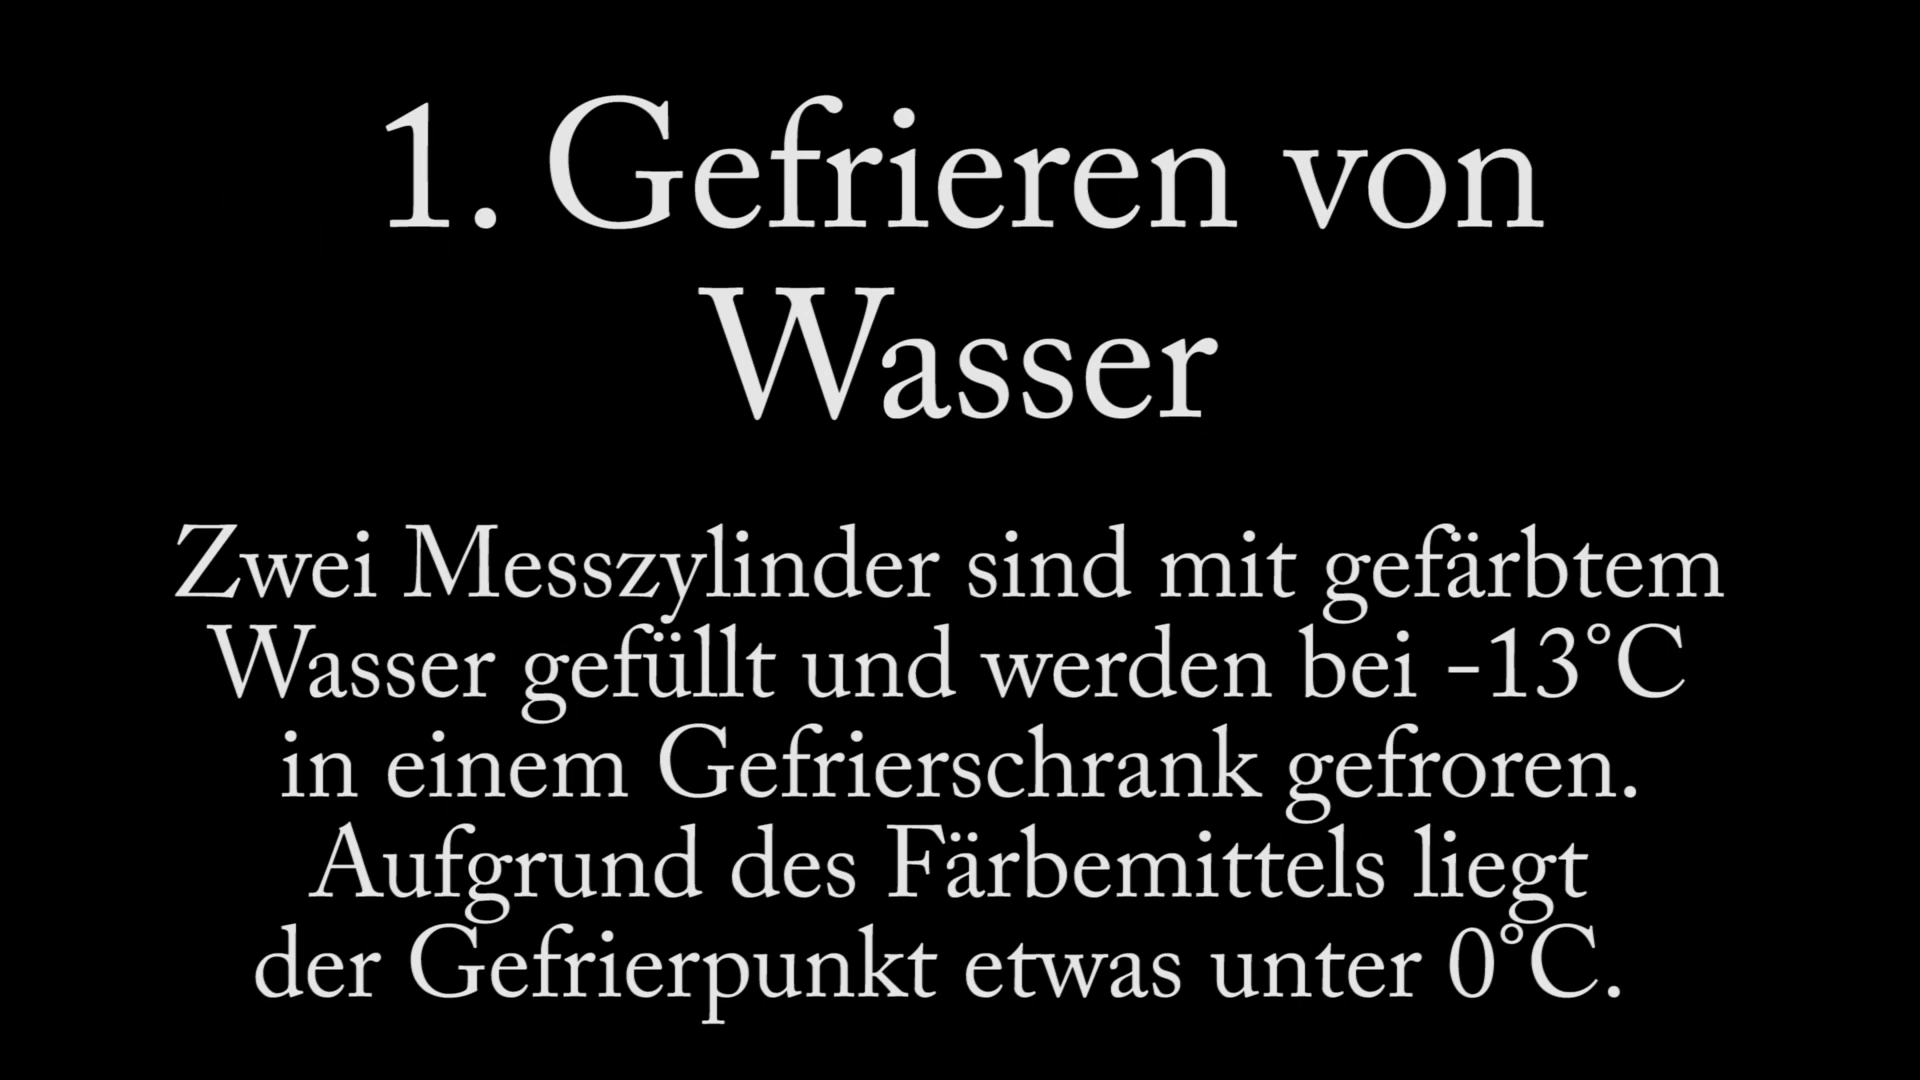 1. Gefrieren von
Wasser
Zwei Messzylinder sind mit gefärbtem
Wasser gefüllt und werden bei -13°C
in einem Gefrierschrank gefroren.
Aufgrund des Färbemittels liegt
der Gefrierpunkt etwas unter 0°C.